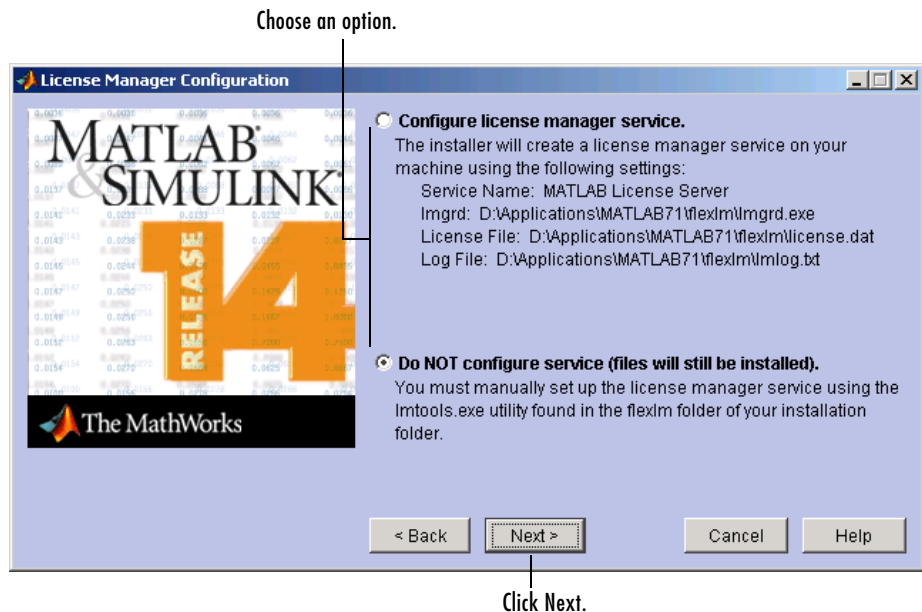 Choose an option.
License Manager Configuration
MATLAB
& SIMULINK
RELEASE 14
The MathWorks
Configure license manager service.
The installer will create a license manager service on your
machine using the following settings:
Service Name: MATLAB License Server
lmgrd: D:\Applications\MATLAB71\flexlm\lmgrd.exe
License File: D:\Applications\MATLAB71\flexlm\license.dat
Log File: D:\Applications\MATLAB71\flexlm\lmlog.txt
Do NOT configure service (files will still be installed).
You must manually set up the license manager service using the
lmtools.exe utility found in the flexlm folder of your installation
folder.
< Back
Next >
Cancel
Help
Click Next.